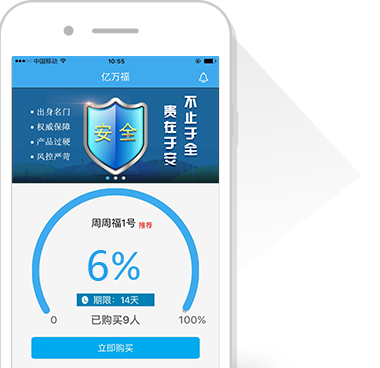 中国移动 10:55
亿万福
• 出身名门
• 权威保障
• 产品过硬
• 风控严苛
安全
不止于全
贵在于安
周周福1号 推荐
6%
期限：14天
0 已购买9人 100%
立即购买